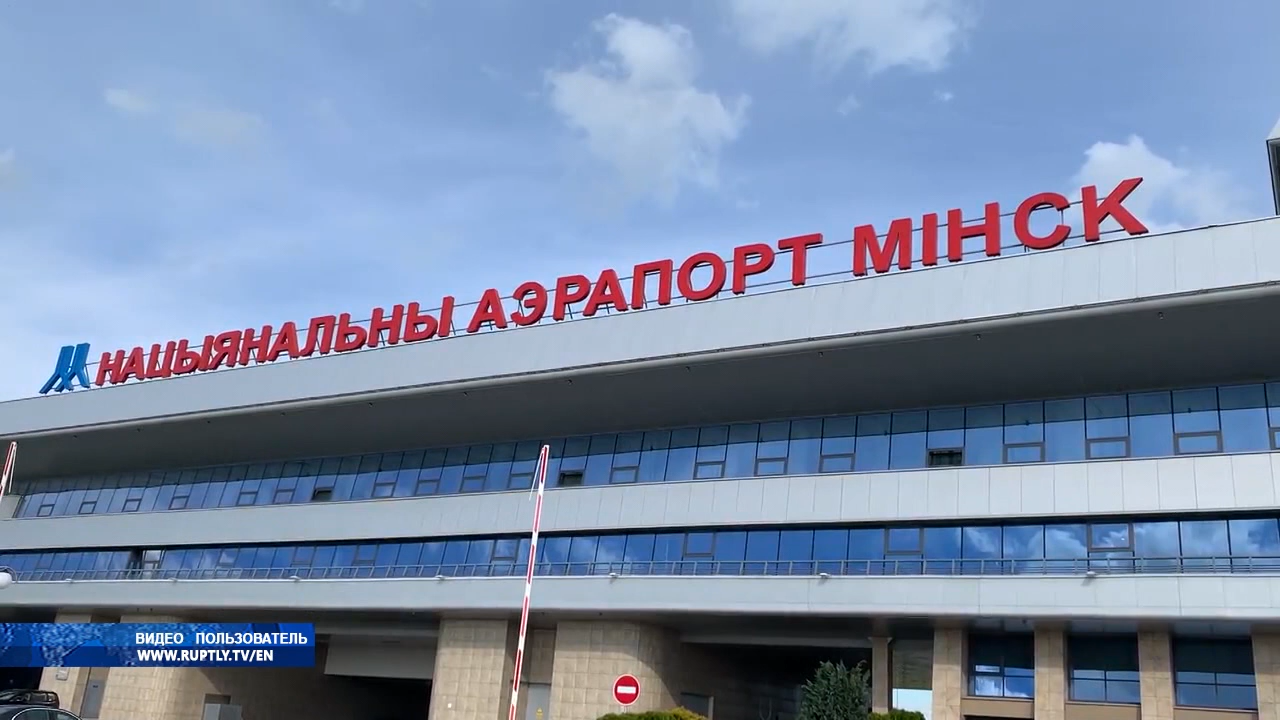 НАЦЫЯНАЛЬНЫ АЭРАПОРТ МІНСК
ВИДЕО ПОЛЬЗОВАТЕЛЬ
WWW.RUPTLY.TV/EN